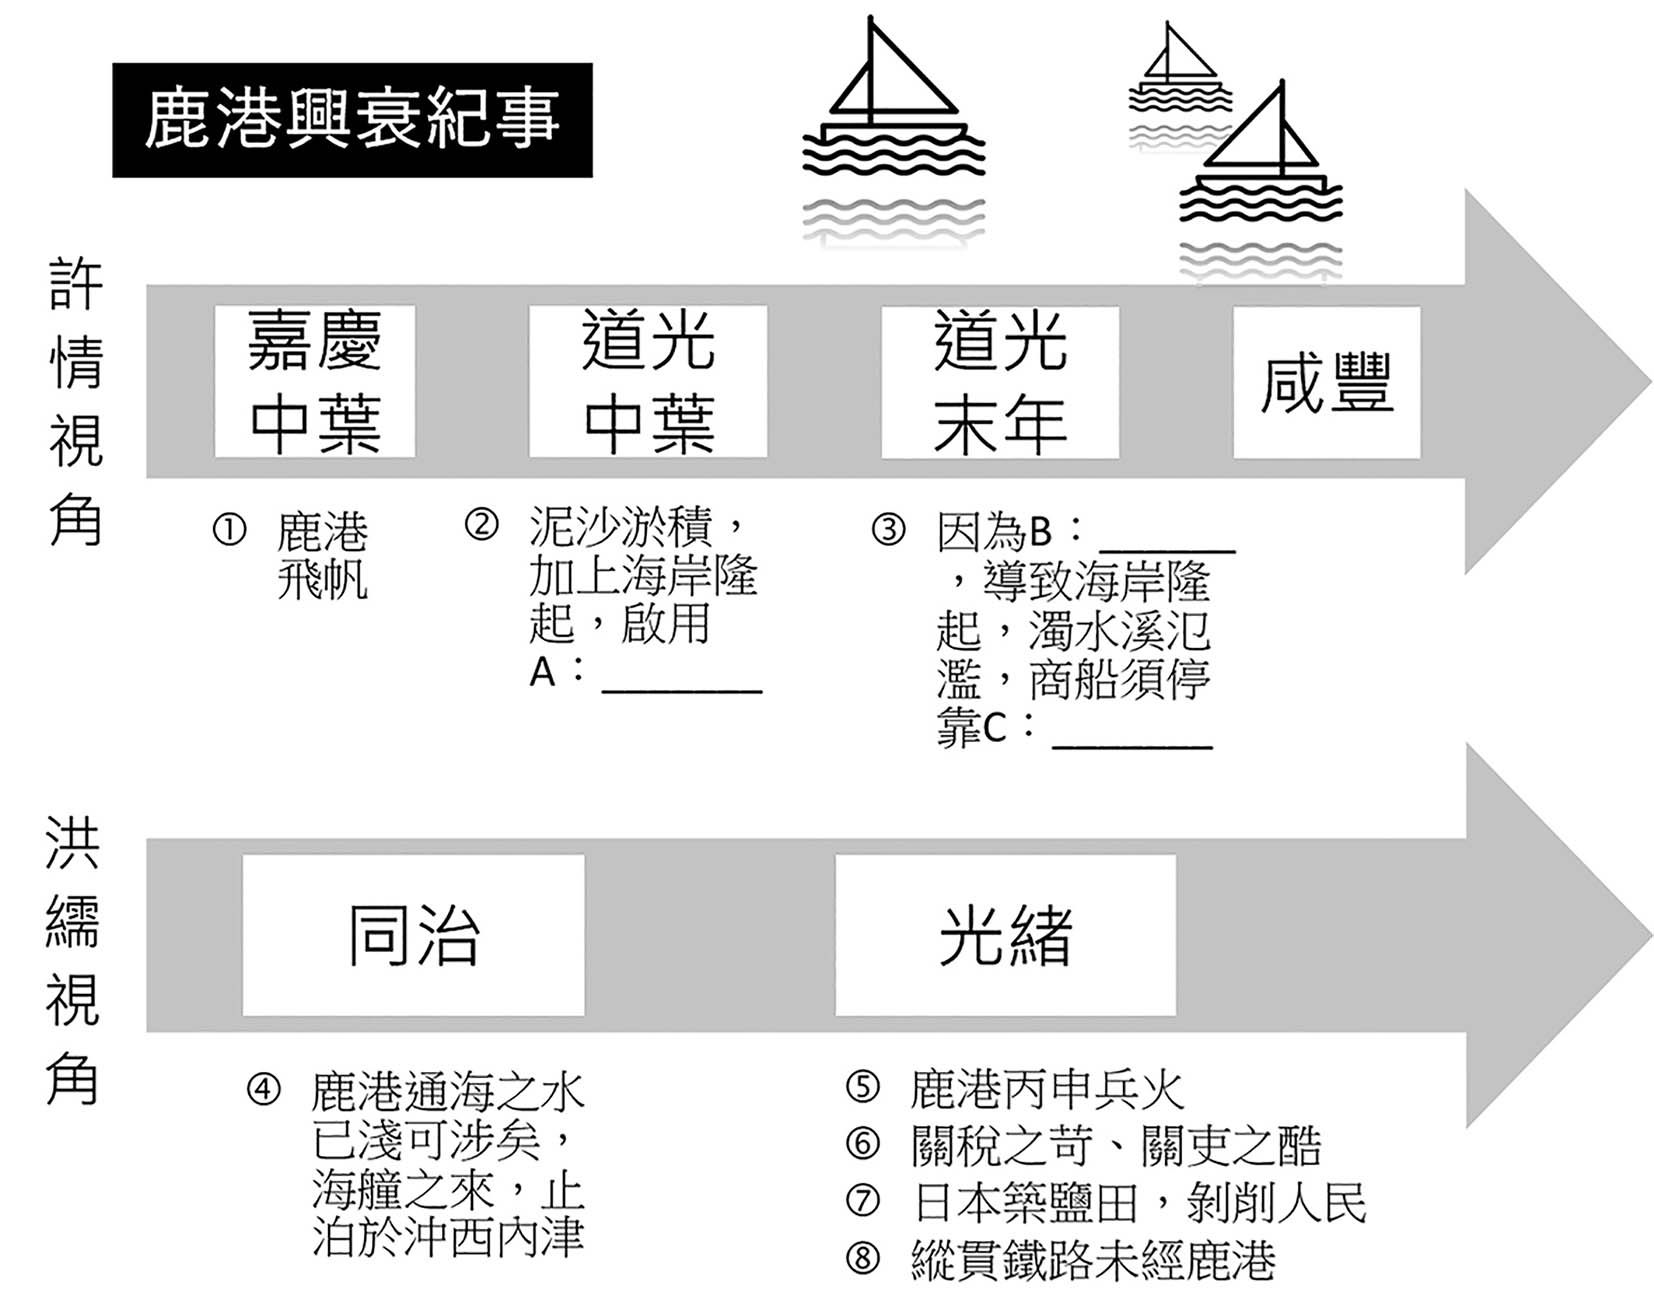 鹿港興衰紀事
許情視角
嘉慶
中葉
道光
中葉
道光
末年
咸豐
① 鹿港
飛帆
② 泥沙淤積，
加上海岸隆
起，啟用
A：______
③ 因為B：______
，導致海岸隆
起，濁水溪氾
濫，商船須停
靠C：______
洪繻視角
同治
光緒
④ 鹿港通海之水
已淺可涉矣，
海艟之來，止
泊於沖西內津
⑤ 鹿港丙申兵火
⑥ 關稅之苛、關吏之酷
⑦ 日本築鹽田，剝削人民
⑧ 縱貫鐵路未經鹿港